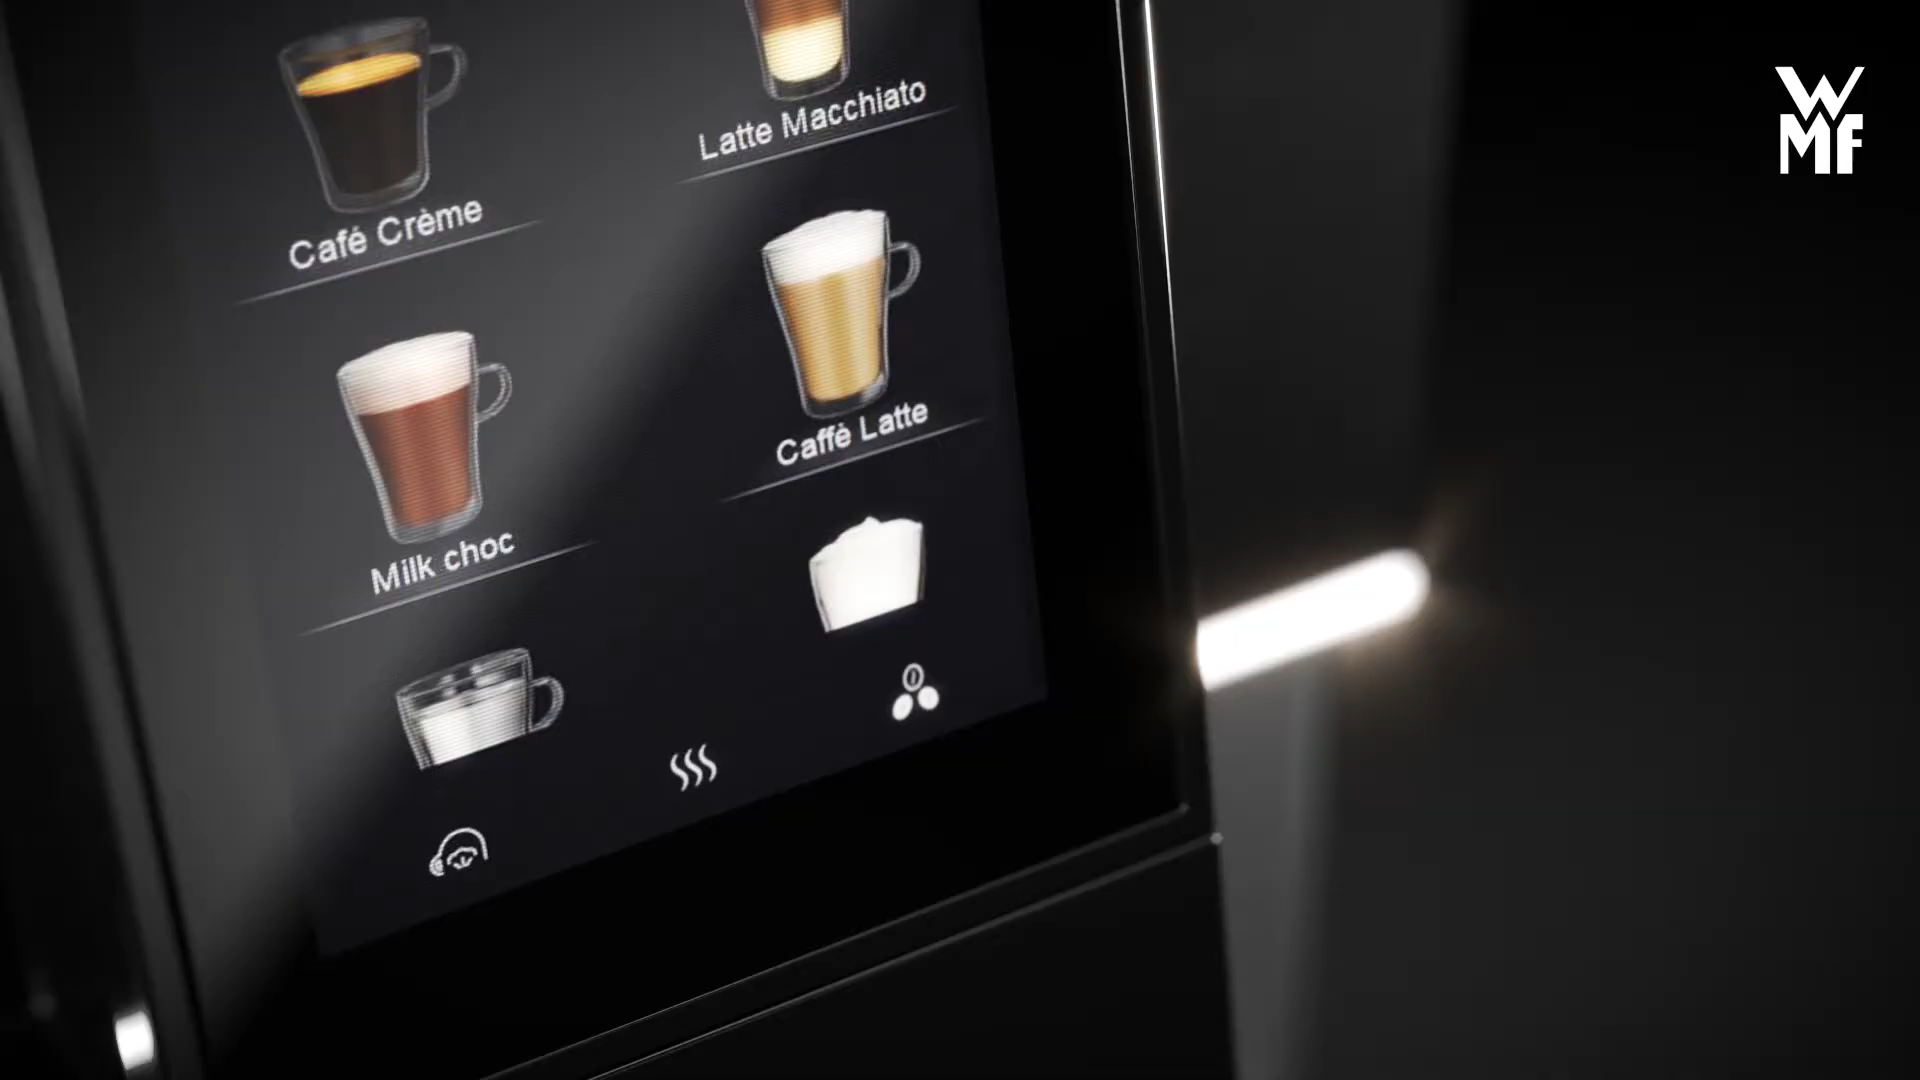 WMF
Café Crème
Latte Macchiato
Milk choc
Caffè Latte